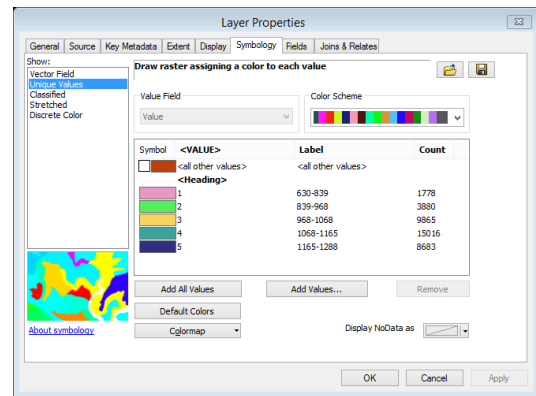 Layer Properties
General Source Key Metadata Extent Display Symbology Fields Joins & Relates
Show:
Vector Field
Unique Values
Classified
Stretched
Discrete Color
Draw raster assigning a color to each value
Value Field
Color Scheme
Value
Symbol <VALUE> Label Count
<all other values> <all other values>
<Heading>
1 630-839 1778
2 839-968 3880
3 968-1068 9865
4 1068-1165 15016
5 1165-1288 8683
Add All Values Add Values... Remove
Default Colors
About symbology
Colormap
Display NoData as
OK Cancel Apply